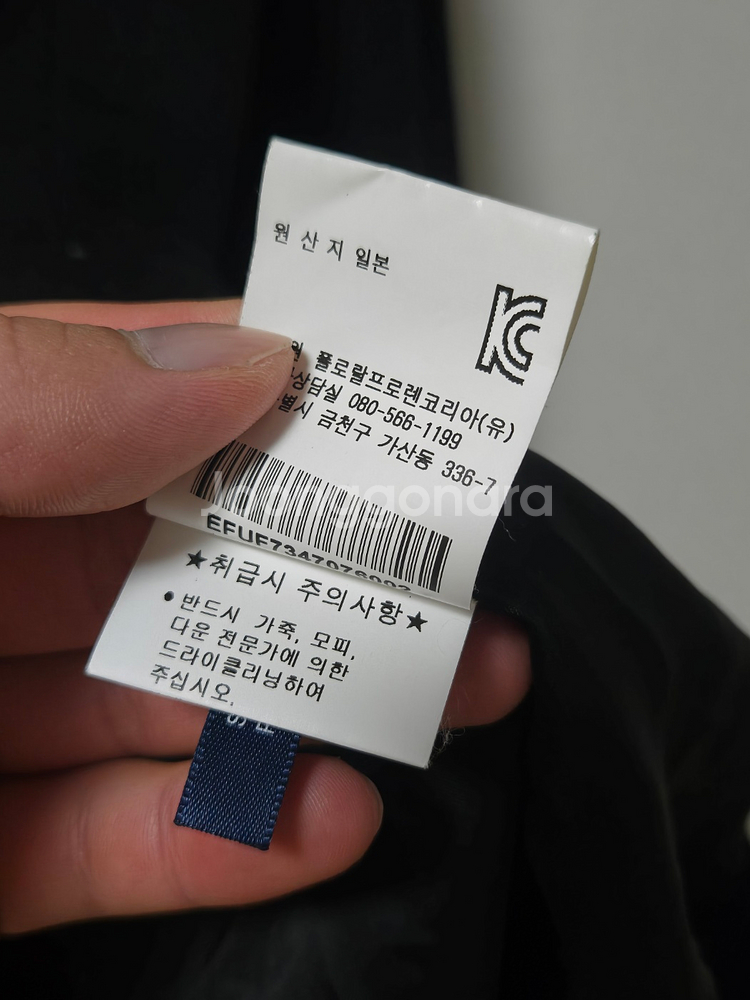 원 산 지 일본
원 폴로랄프로렌코리아(유)
상담실 080-566-1199
별시 금천구 가산동 336-7
Joonggonara
EFUF7347076002
★취급시 주의사항★
●반드시 가죽, 모피,
다운 전문가에 의한
드라이클리닝하여
주십시오.